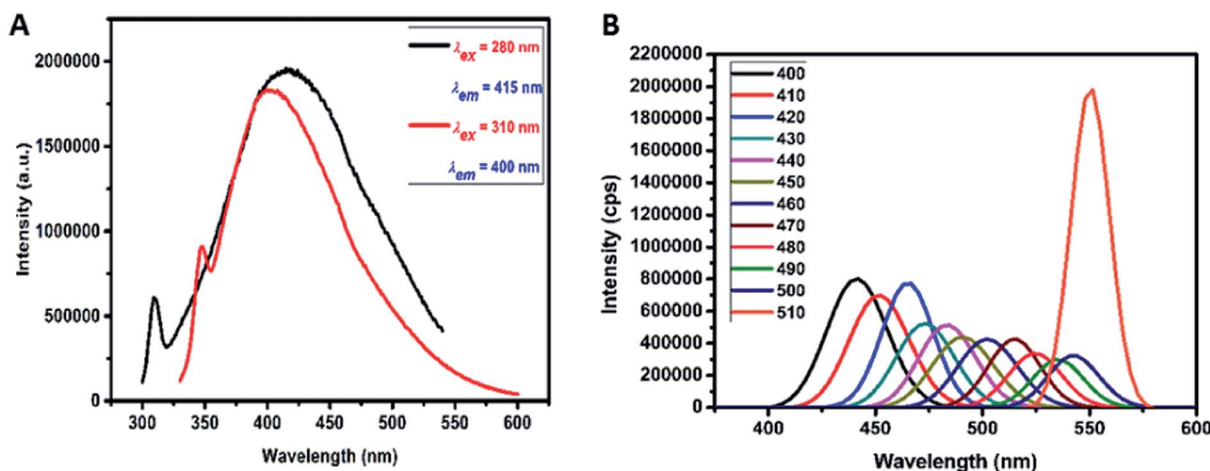 A
λex = 280 nm
λem = 415 nm
λex = 310 nm
λem = 400 nm
2000000
1500000
1000000
500000
0
300 350 400 450 500 550 600
Intensity (a.u.)
Wavelength (nm)
B
2200000
2000000
1800000
1600000
1400000
1200000
1000000
800000
600000
400000
200000
0
400
410
420
430
440
450
460
470
480
490
500
510
400 450 500 550 600
Intensity (cps)
Wavelength (nm)